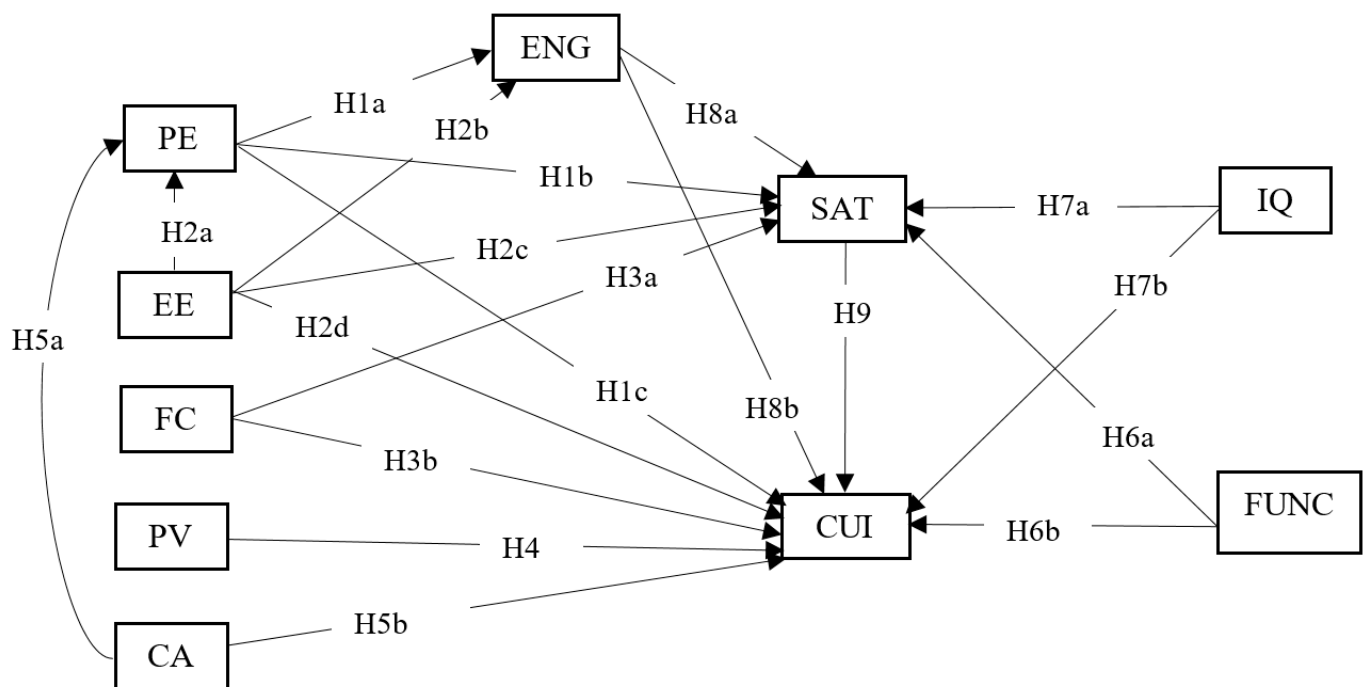 ENG
H1a
H8a
PE
H2b
H1b
SAT
H7a
IQ
H2a
H2c
H3a
H7b
EE
H5a
H2d
H9
FC
H1c
H8b
H6a
H3b
FUNC
PV
H4
CUI
H6b
CA
H5b